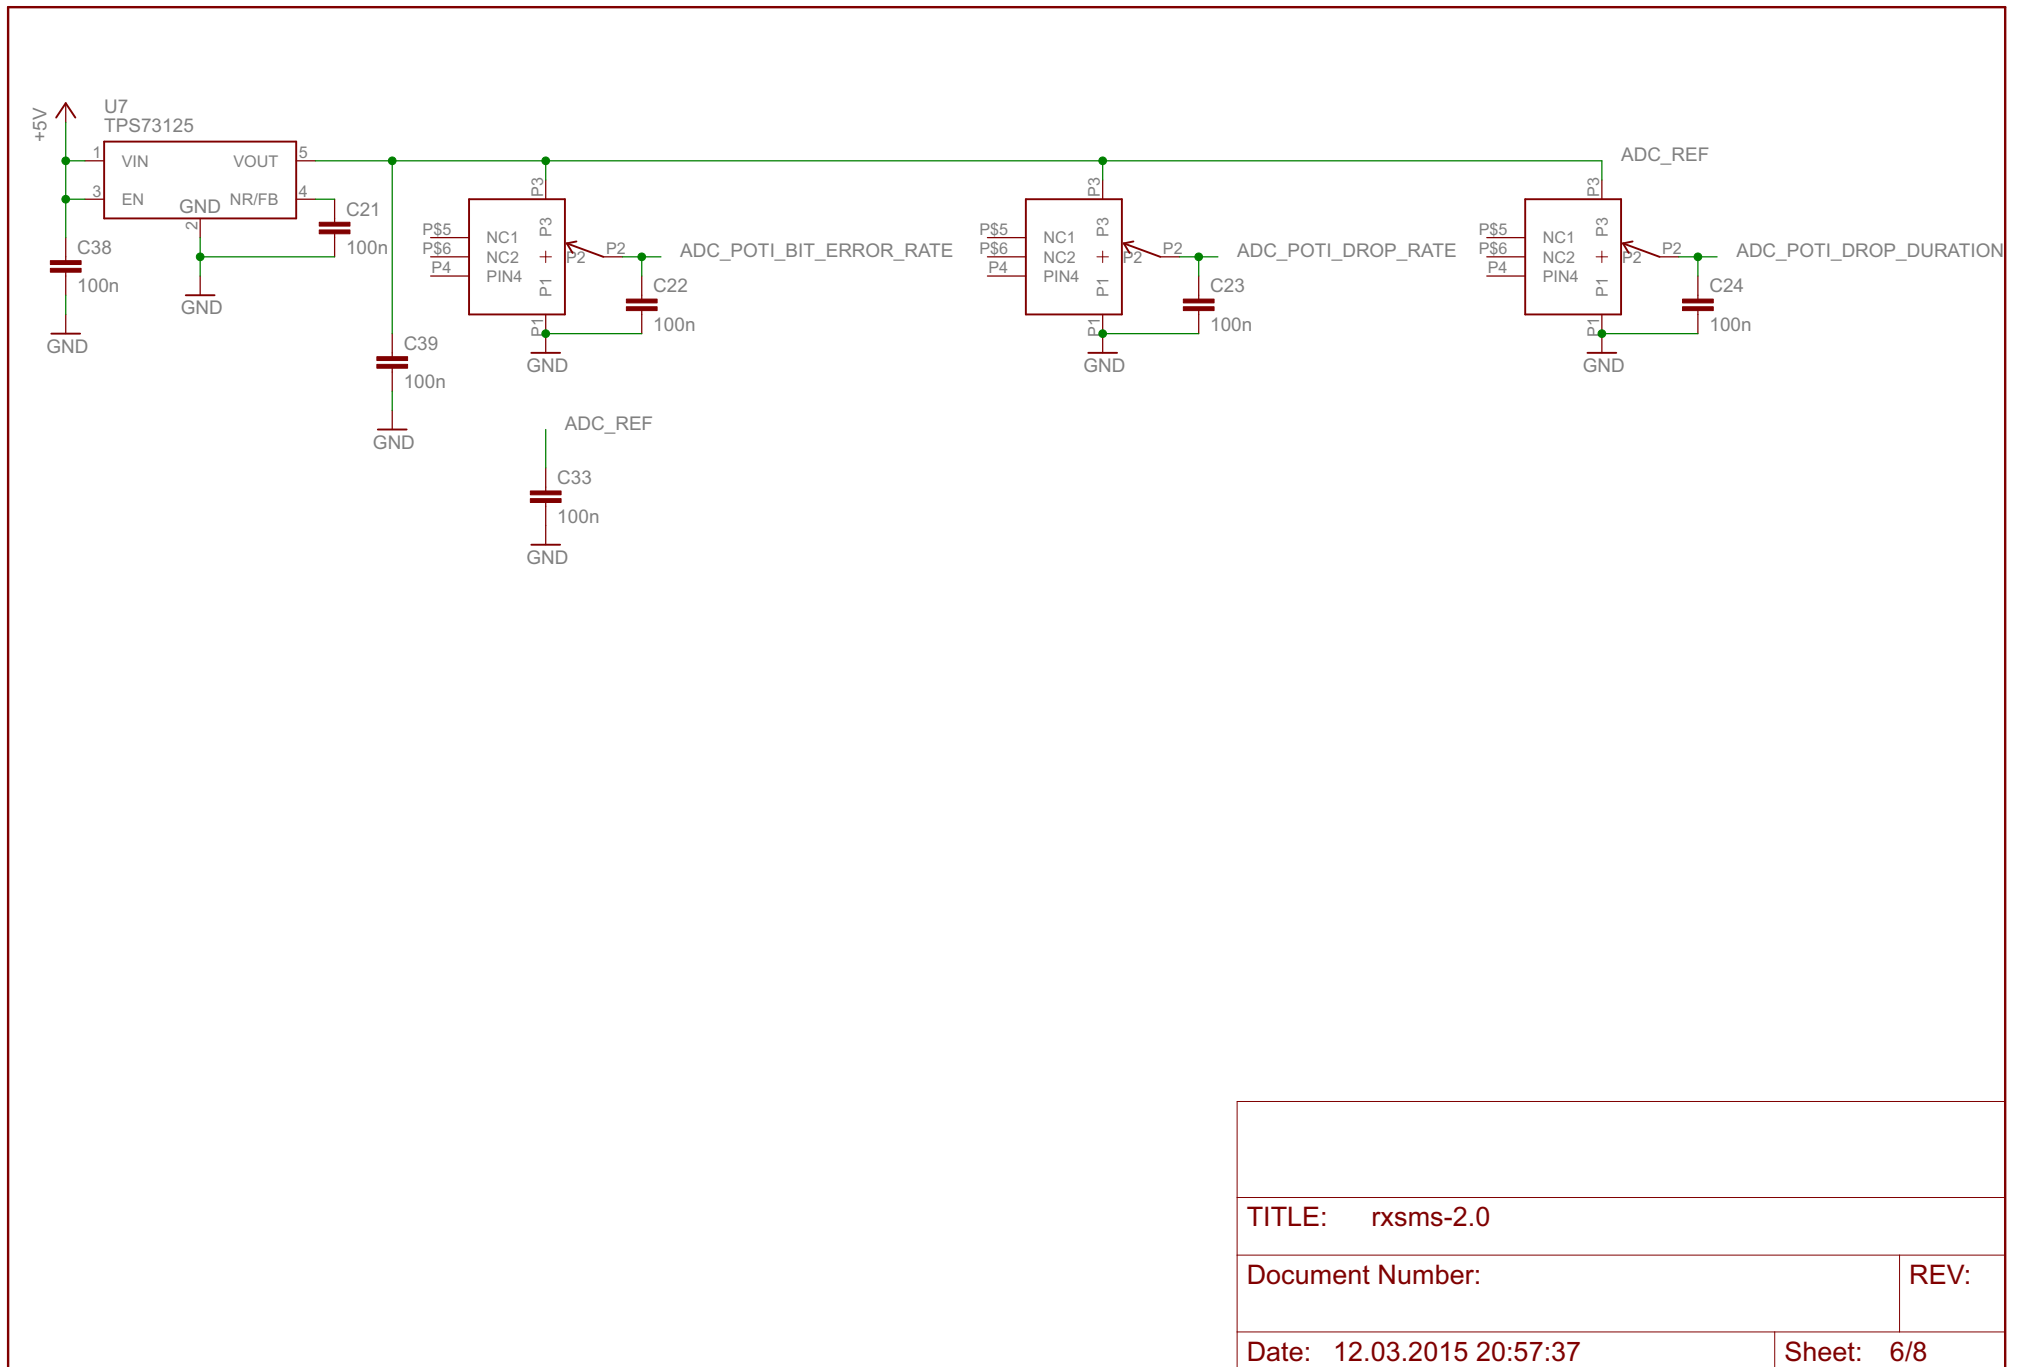 +5V
U7
TPS73125
1 VIN VOUT 5
3 EN GND NR/FB 4
2
C21
100n
C38
100n
GND
GND
C39
100n
GND
P3
P$5 NC1 P3
P$6 NC2 + P2 P2
P4 PIN4 P1
P1
ADC_POTI_BIT_ERROR_RATE
C22
100n
GND
ADC_REF
C33
100n
GND
P3
P$5 NC1 P3
P$6 NC2 + P2 P2
P4 PIN4 P1
P1
ADC_POTI_DROP_RATE
C23
100n
GND
ADC_REF
P3
P$5 NC1 P3
P$6 NC2 + P2 P2
P4 PIN4 P1
P1
ADC_POTI_DROP_DURATION
C24
100n
GND
TITLE: rxsms-2.0
Document Number: REV:
Date: 12.03.2015 20:57:37 Sheet: 6/8